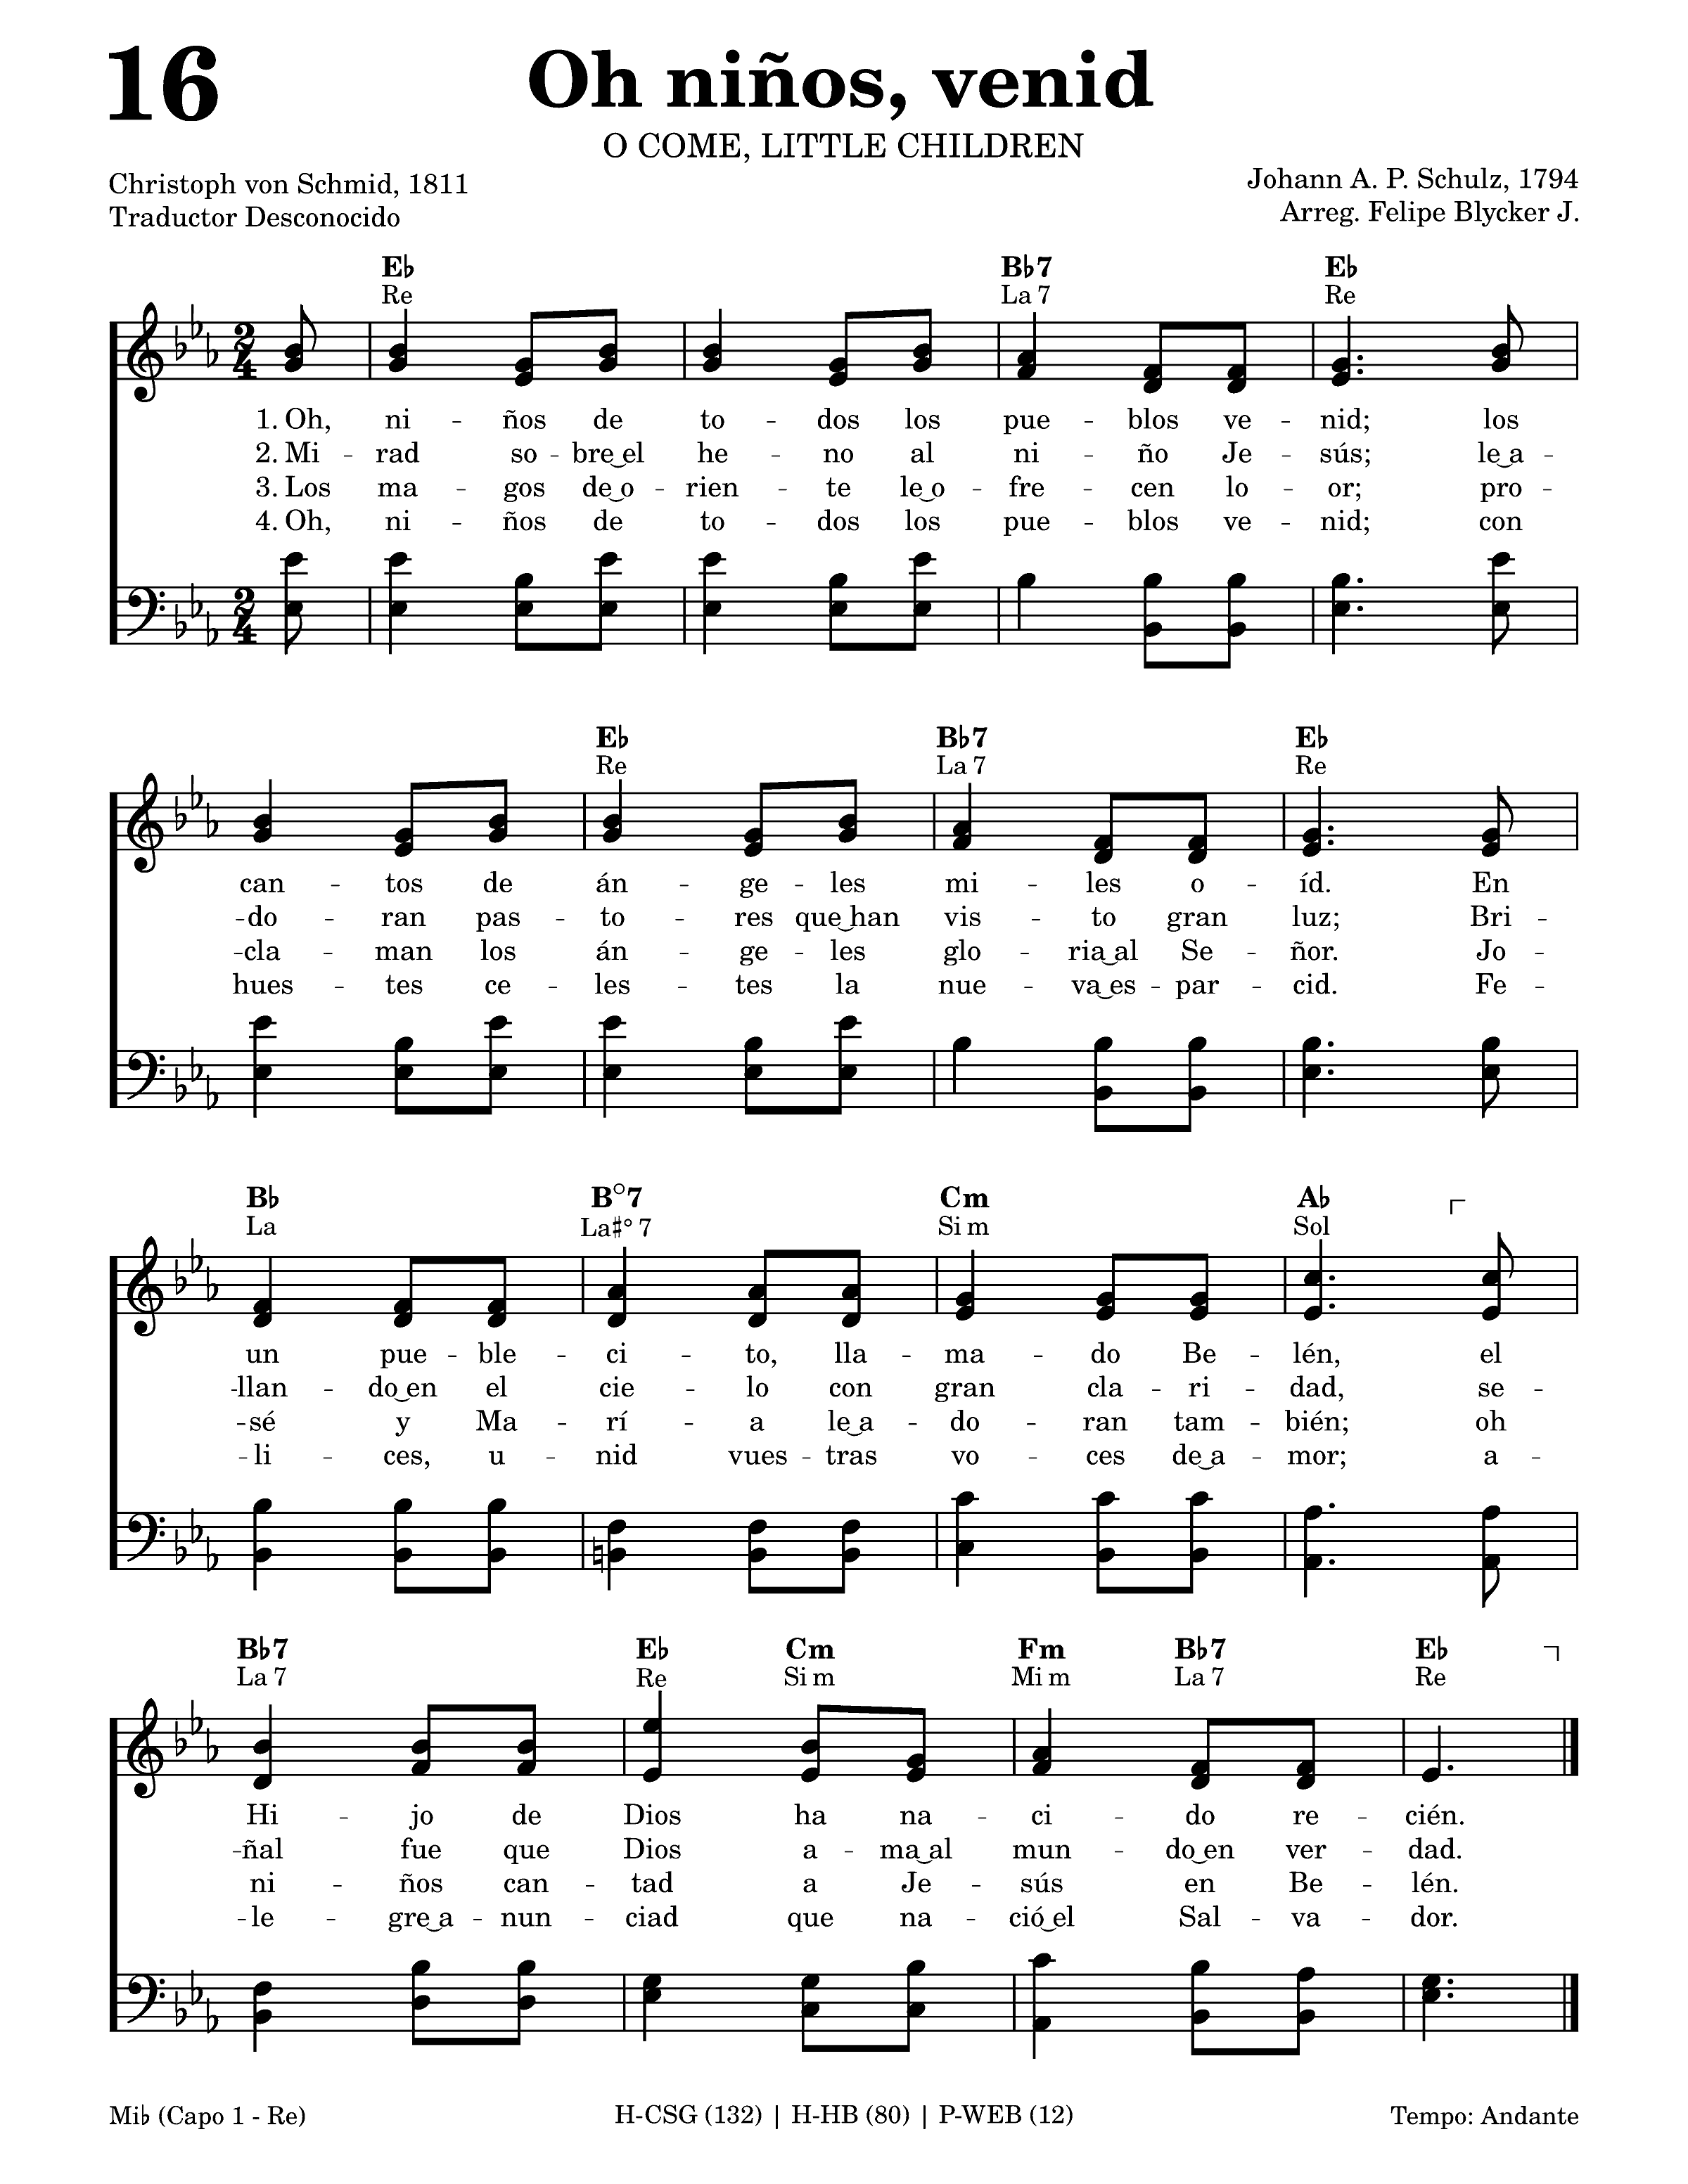 16
Oh niños, venid
O COME, LITTLE CHILDREN
Christoph von Schmid, 1811
Johann A. P. Schulz, 1794
Traductor Desconocido
Arreg. Felipe Blycker J.
E♭ B♭7 E♭
Re La 7 Re
2 4
1. Oh, ni - ños de to - dos los pue - blos ve - nid; los
2. Mi - rad so - bre‿el he - no al ni - ño Je - sús; le‿a -
3. Los ma - gos de‿o - rien - te le‿o - fre - cen lo - or; pro -
4. Oh, ni - ños de to - dos los pue - blos ve - nid; con
2 4
E♭ B♭7 E♭
Re La 7 Re
can - tos de án - ge - les mi - les o - íd. En
-do - ran pas - to - res que‿han vis - to gran luz; Bri -
-cla - man los án - ge - les glo - ria‿al Se - ñor. Jo -
hues - tes ce - les - tes la nue - va‿es - par - cid. Fe -
B♭ B°7 Cm A♭
La La♯° 7 Si m Sol
un pue - ble - ci - to, lla - ma - do Be - lén, el
-llan - do‿en el cie - lo con gran cla - ri - dad, se -
-sé y Ma - rí - a le‿a - do - ran tam - bién; oh
-li - ces, u - nid vues - tras vo - ces de‿a - mor; a -
B♭7 E♭ Cm Fm B♭7 E♭
La 7 Re Si m Mi m La 7 Re
Hi - jo de Dios ha na - ci - do re - cién.
-ñal fue que Dios a - ma‿al mun - do‿en ver - dad.
ni - ños can - tad a Je - sús en Be - lén.
-le - gre‿a - nun - ciad que na - ció‿el Sal - va - dor.
Mi♭ (Capo 1 - Re)
H-CSG (132) | H-HB (80) | P-WEB (12)
Tempo: Andante